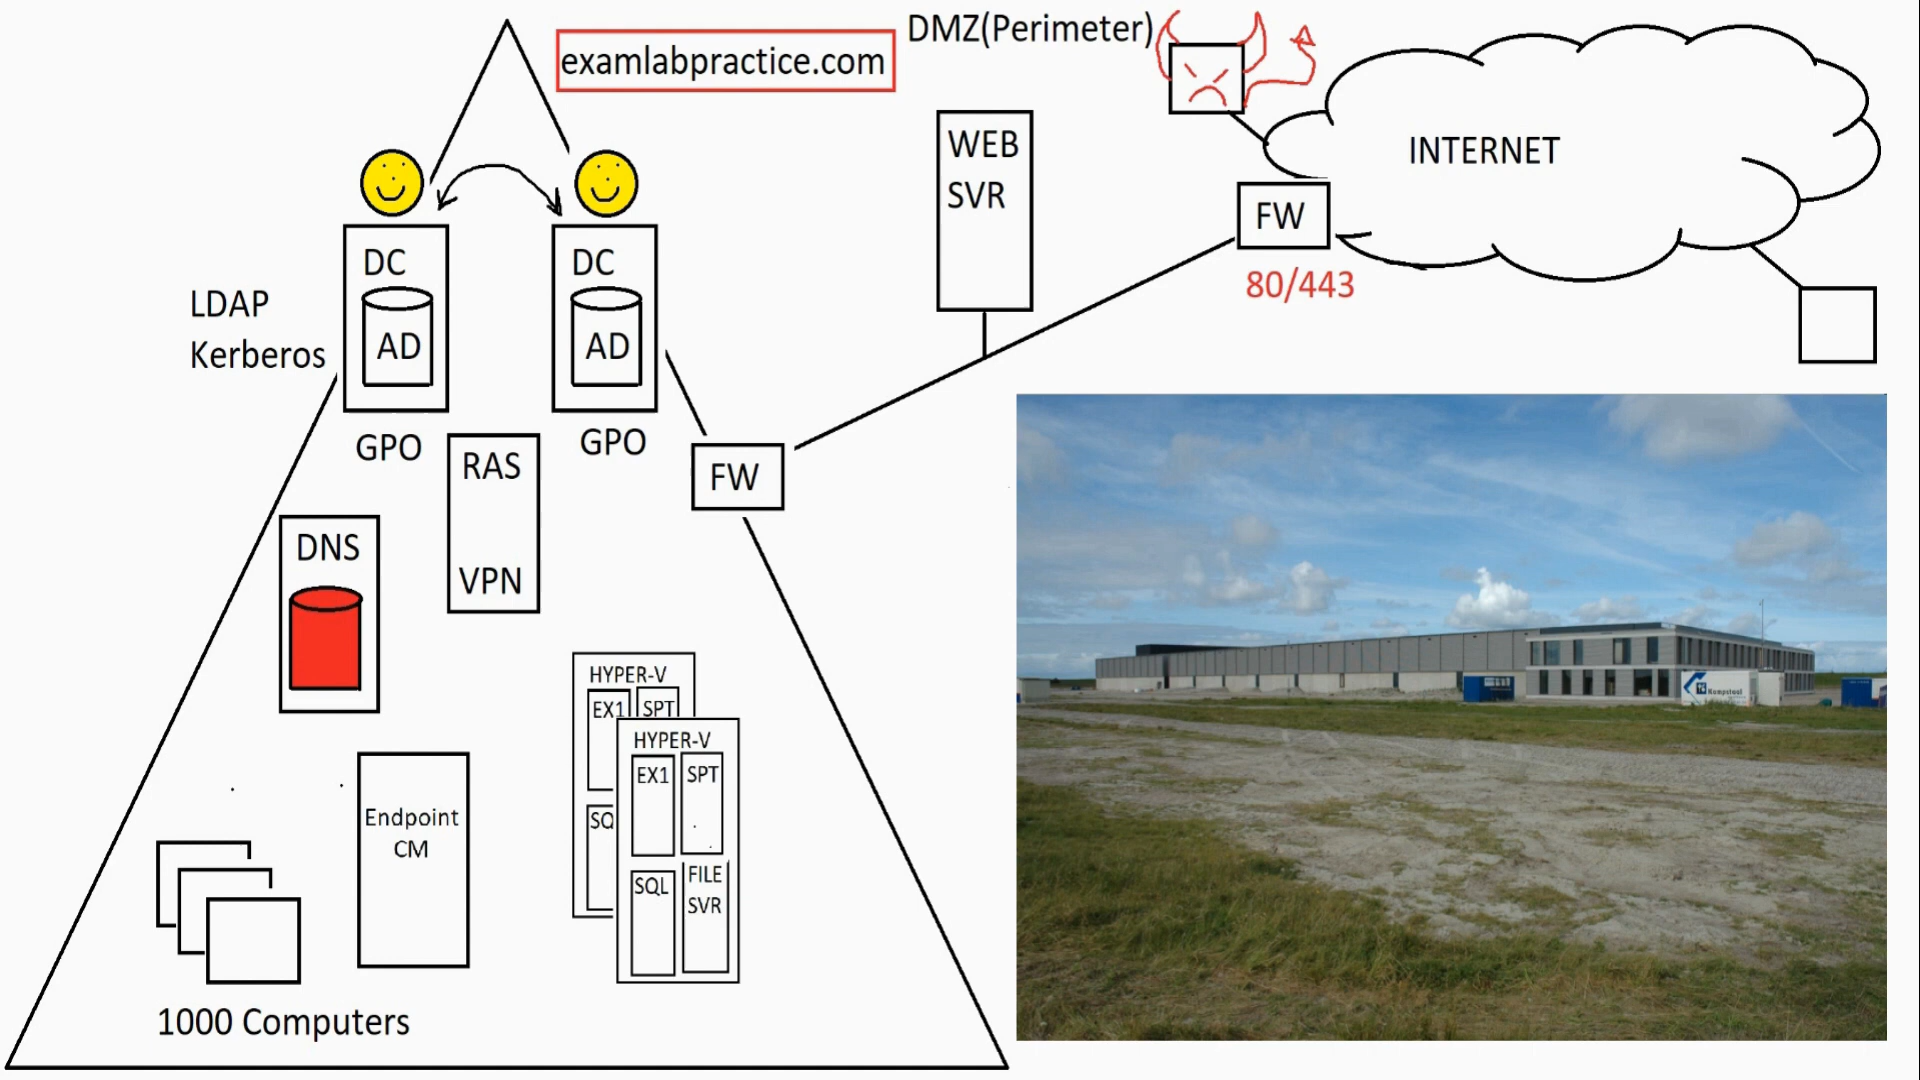 examlabpractice.com
DMZ(Perimeter)
WEB
SVR
INTERNET
FW
80/443
LDAP
Kerberos
DC
AD
GPO
DC
AD
GPO
FW
RAS
VPN
DNS
HYPER-V
EX1
SPT
SQ
HYPER-V
EX1
SPT
SQL
FILE
SVR
Endpoint
CM
1000 Computers
Kumpstaal